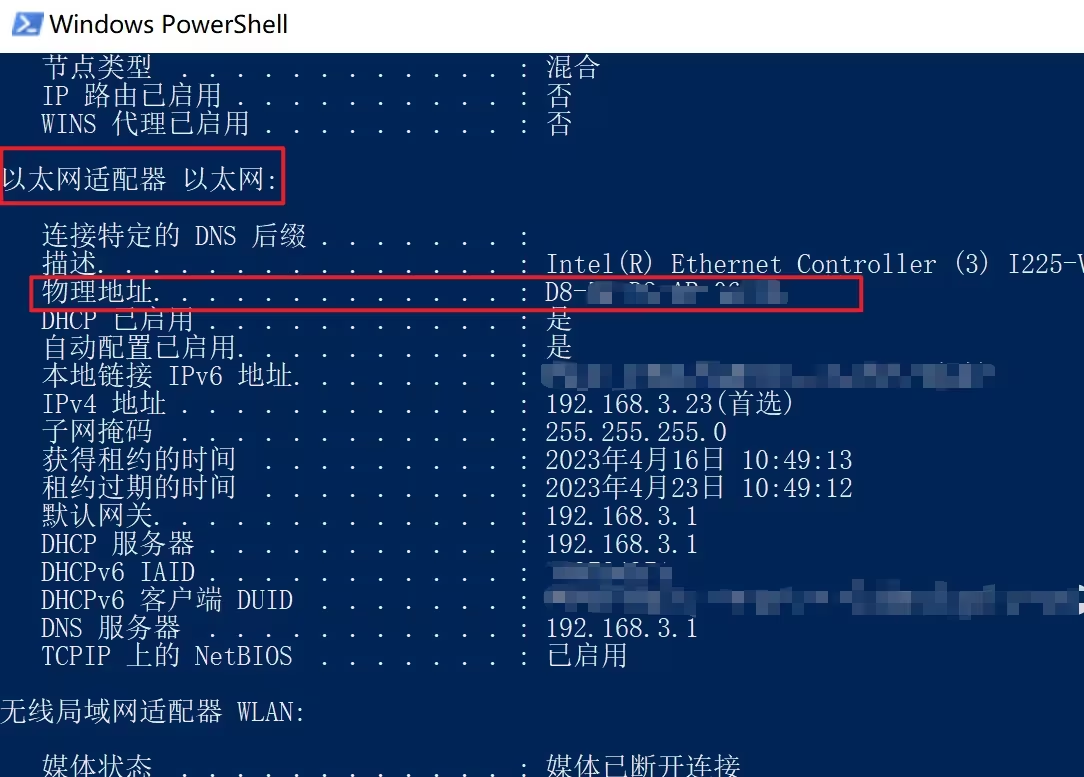 Windows PowerShell
节点类型 . . . . . . . . . . . . : 混合
IP 路由已启用 . . . . . . . . . . : 否
WINS 代理已启用 . . . . . . . . . : 否
以太网适配器 以太网:
连接特定的 DNS 后缀 . . . . . . . :
描述. . . . . . . . . . . . . . . : Intel(R) Ethernet Controller (3) I225-V
物理地址. . . . . . . . . . . . . : D8-
DHCP 已启用 . . . . . . . . . . . : 是
自动配置已启用. . . . . . . . . . : 是
本地链接 IPv6 地址. . . . . . . . :
IPv4 地址 . . . . . . . . . . . . : 192.168.3.23(首选)
子网掩码 . . . . . . . . . . . . : 255.255.255.0
获得租约的时间 . . . . . . . . . : 2023年4月16日 10:49:13
租约过期的时间 . . . . . . . . . : 2023年4月23日 10:49:12
默认网关. . . . . . . . . . . . . : 192.168.3.1
DHCP 服务器 . . . . . . . . . . . : 192.168.3.1
DHCPv6 IAID . . . . . . . . . . . :
DHCPv6 客户端 DUID . . . . . . . :
DNS 服务器 . . . . . . . . . . . : 192.168.3.1
TCPIP 上的 NetBIOS . . . . . . . : 已启用
无线局域网适配器 WLAN:
媒体状态 . . . . . . . . . . . . : 媒体已断开连接